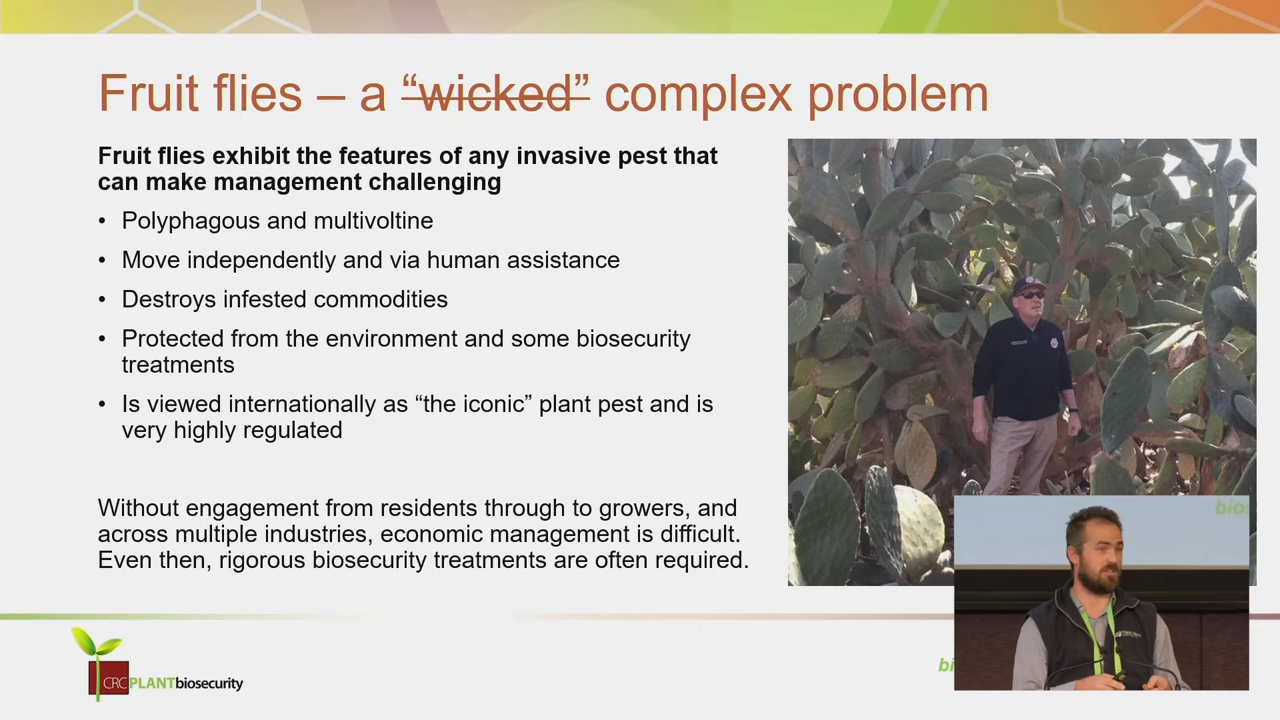 Fruit flies – a “wicked” complex problem
Fruit flies exhibit the features of any invasive pest that
can make management challenging
• Polyphagous and multivoltine
• Move independently and via human assistance
• Destroys infested commodities
• Protected from the environment and some biosecurity
treatments
• Is viewed internationally as “the iconic” plant pest and is
very highly regulated
Without engagement from residents through to growers, and
across multiple industries, economic management is difficult.
Even then, rigorous biosecurity treatments are often required.
CRCPLANTbiosecurity